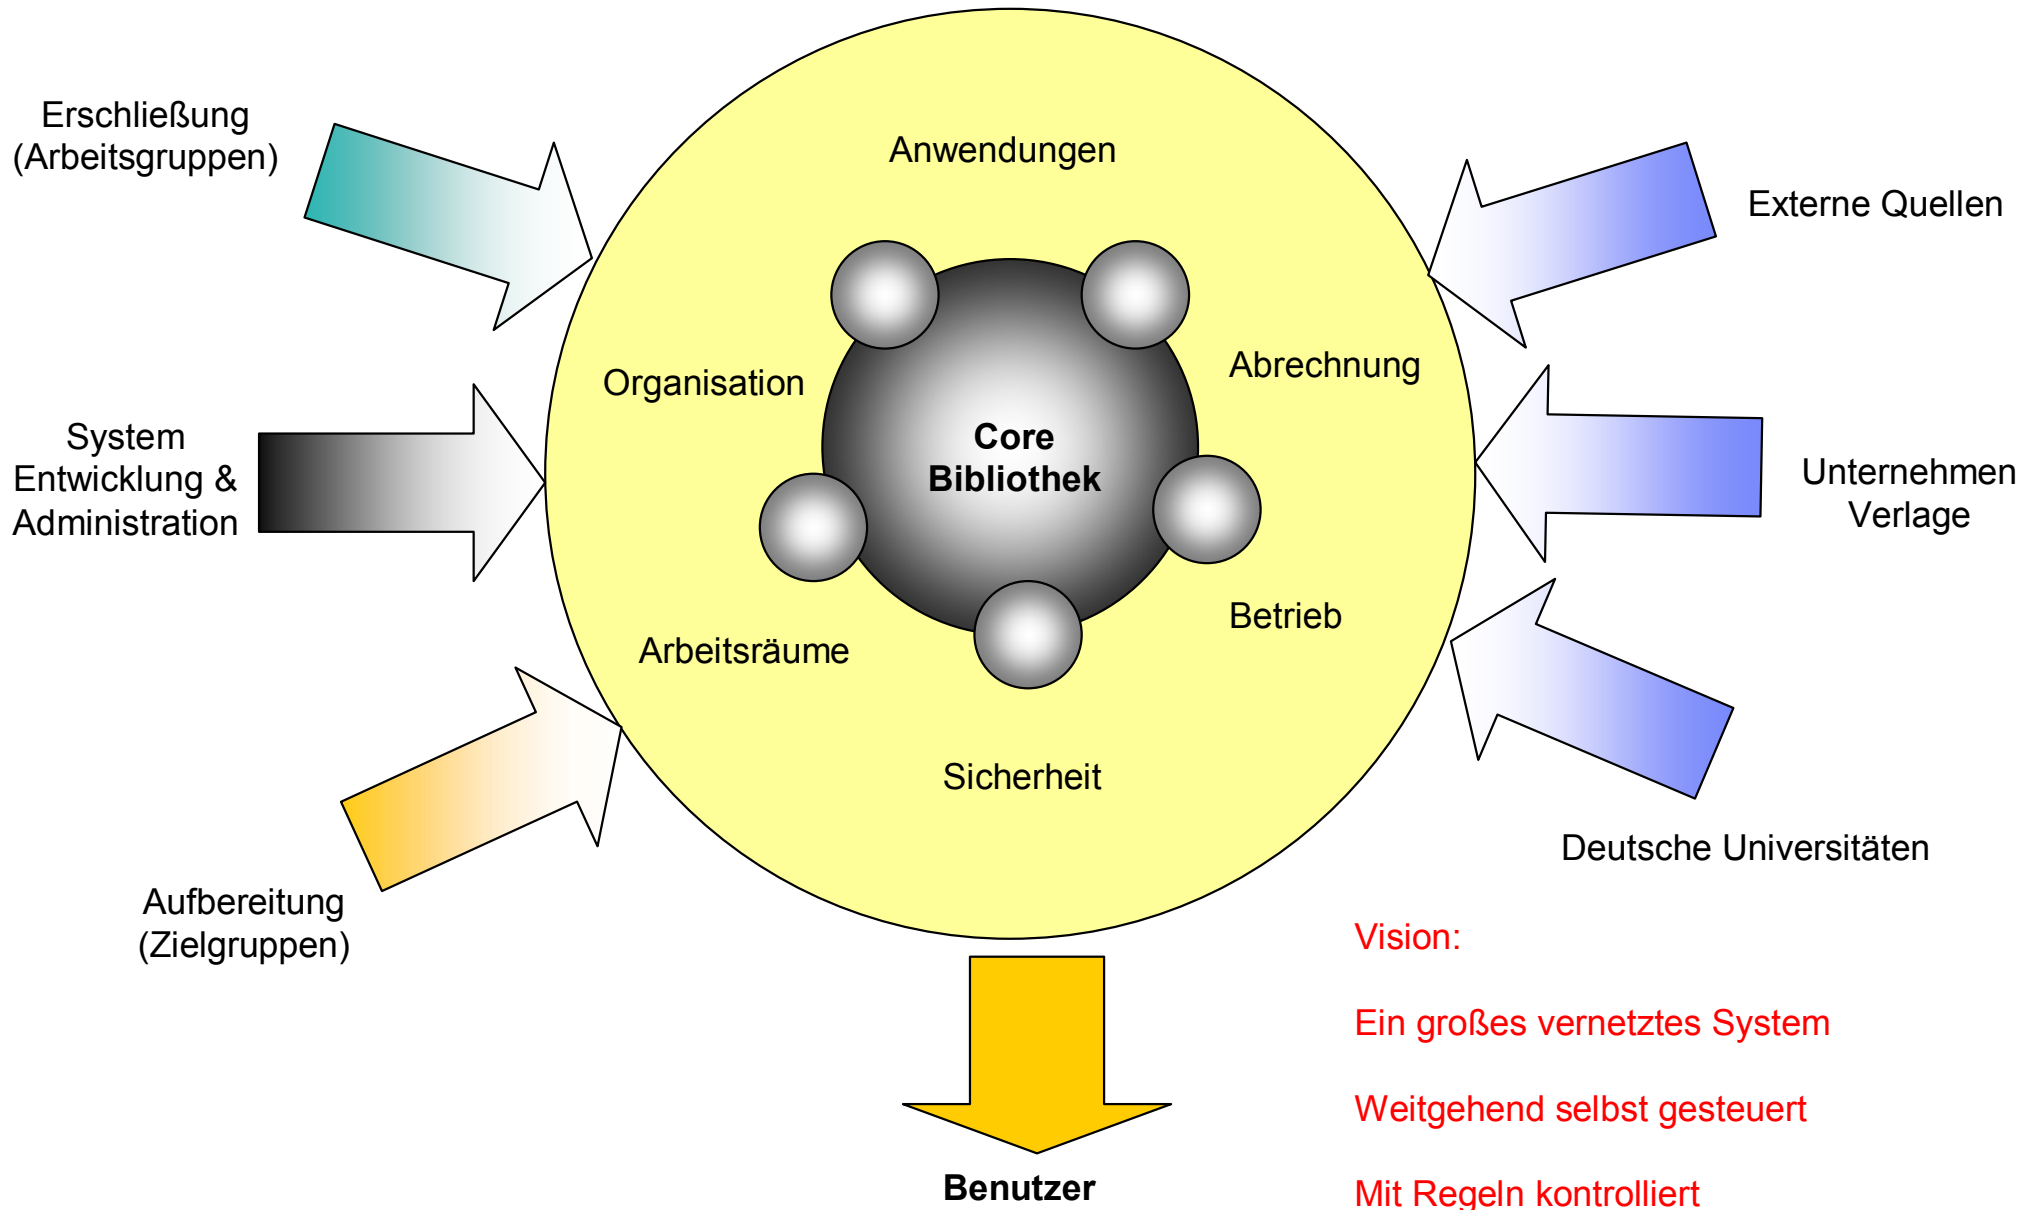 Erschließung
(Arbeitsgruppen)
Anwendungen
Externe Quellen
Organisation
Abrechnung
System
Entwicklung &
Administration
Core
Bibliothek
Unternehmen
Verlage
Arbeitsräume
Betrieb
Sicherheit
Deutsche Universitäten
Aufbereitung
(Zielgruppen)
Benutzer
Vision:
Ein großes vernetztes System
Weitgehend selbst gesteuert
Mit Regeln kontrolliert